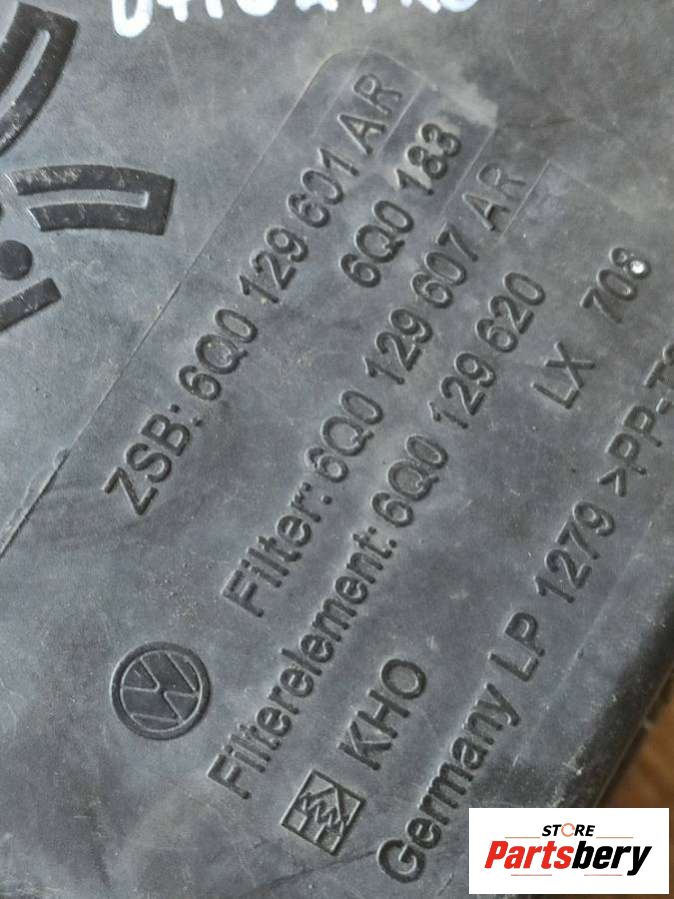 ZSB: 6Q0 129 601 AR
6Q0 183
Filter: 6Q0 129 607 AR
Filterelement: 6Q0 129 620
LX 708
KHO
Germany LP 1279 >PP-T
STORE
Partsbery